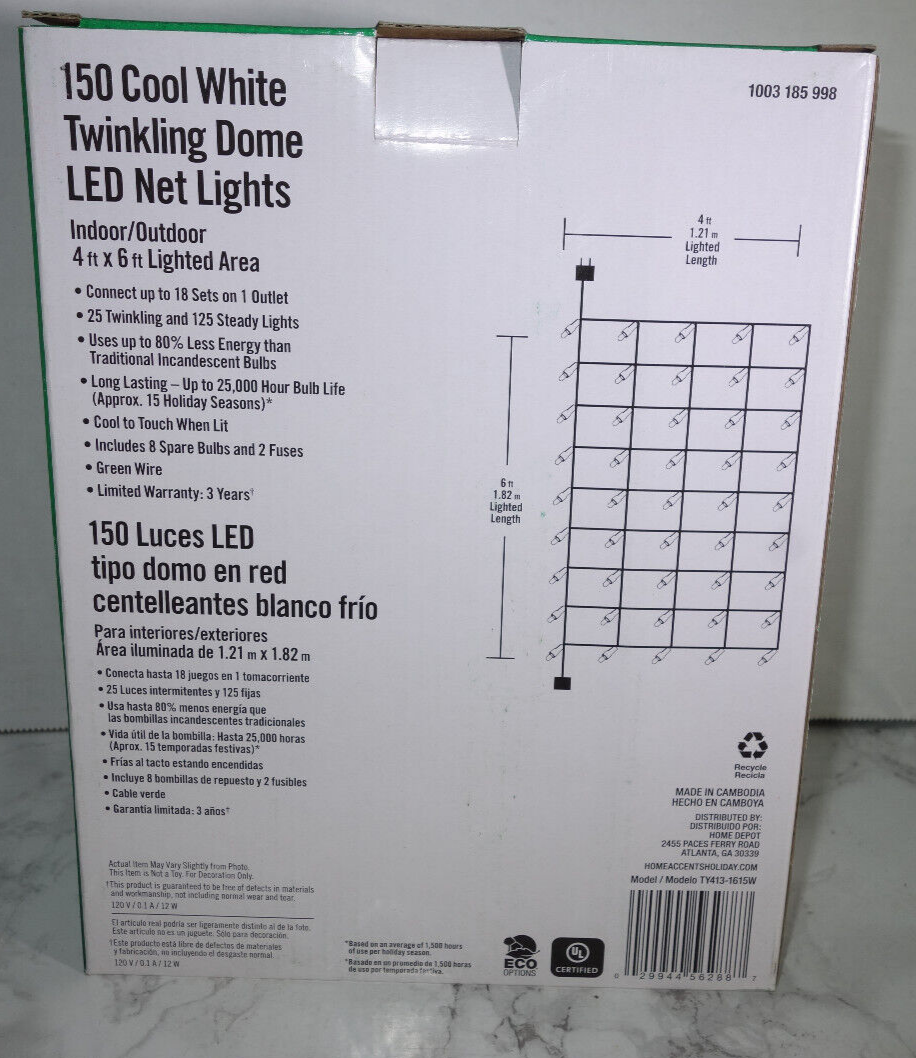 150 Cool White
Twinkling Dome
LED Net Lights
Indoor/Outdoor
4 ft x 6 ft Lighted Area
• Connect up to 18 Sets on 1 Outlet
• 25 Twinkling and 125 Steady Lights
• Uses up to 80% Less Energy than
Traditional Incandescent Bulbs
• Long Lasting – Up to 25,000 Hour Bulb Life
(Approx. 15 Holiday Seasons)*
• Cool to Touch When Lit
• Includes 8 Spare Bulbs and 2 Fuses
• Green Wire
• Limited Warranty: 3 Years†
150 Luces LED
tipo domo en red
centelleantes blanco frío
Para interiores/exteriores
Área iluminada de 1.21 m x 1.82 m
• Conecta hasta 18 juegos en 1 tomacorriente
• 25 Luces intermitentes y 125 fijas
• Usa hasta 80% menos energía que
las bombillas incandescentes tradicionales
• Vida útil de la bombilla: Hasta 25,000 horas
(Aprox. 15 temporadas festivas)*
• Frías al tacto estando encendidas
• Incluye 8 bombillas de repuesto y 2 fusibles
• Cable verde
• Garantía limitada: 3 años†
Actual Item May Vary Slightly from Photo.
This Item is Not a Toy. For Decoration Only.
†This product is guaranteed to be free of defects in materials
and workmanship, not including normal wear and tear.
120 V / 0.1 A / 12 W
El artículo real podría ser ligeramente distinto al de la foto.
Este artículo no es un juguete. Sólo para decoración.
†Este producto está libre de defectos de materiales
y fabricación, no incluyendo el desgaste normal.
120 V / 0.1 A / 12 W
1003 185 998
4 ft
1.21 m
Lighted
Length
6 ft
1.82 m
Lighted
Length
Recycle
Recicla
MADE IN CAMBODIA
HECHO EN CAMBOYA
DISTRIBUTED BY:
DISTRIBUIDO POR:
HOME DEPOT
2455 PACES FERRY ROAD
ATLANTA, GA 30339
HOMEACCENTSHOLIDAY.COM
Model / Modelo TY413-1615W
*Based on an average of 1,500 hours
of use per holiday season.
*Basado en un promedio de 1,500 horas
de uso por temporada festiva.
ECO
OPTIONS
UL
CERTIFIED
0 29944 56288 7